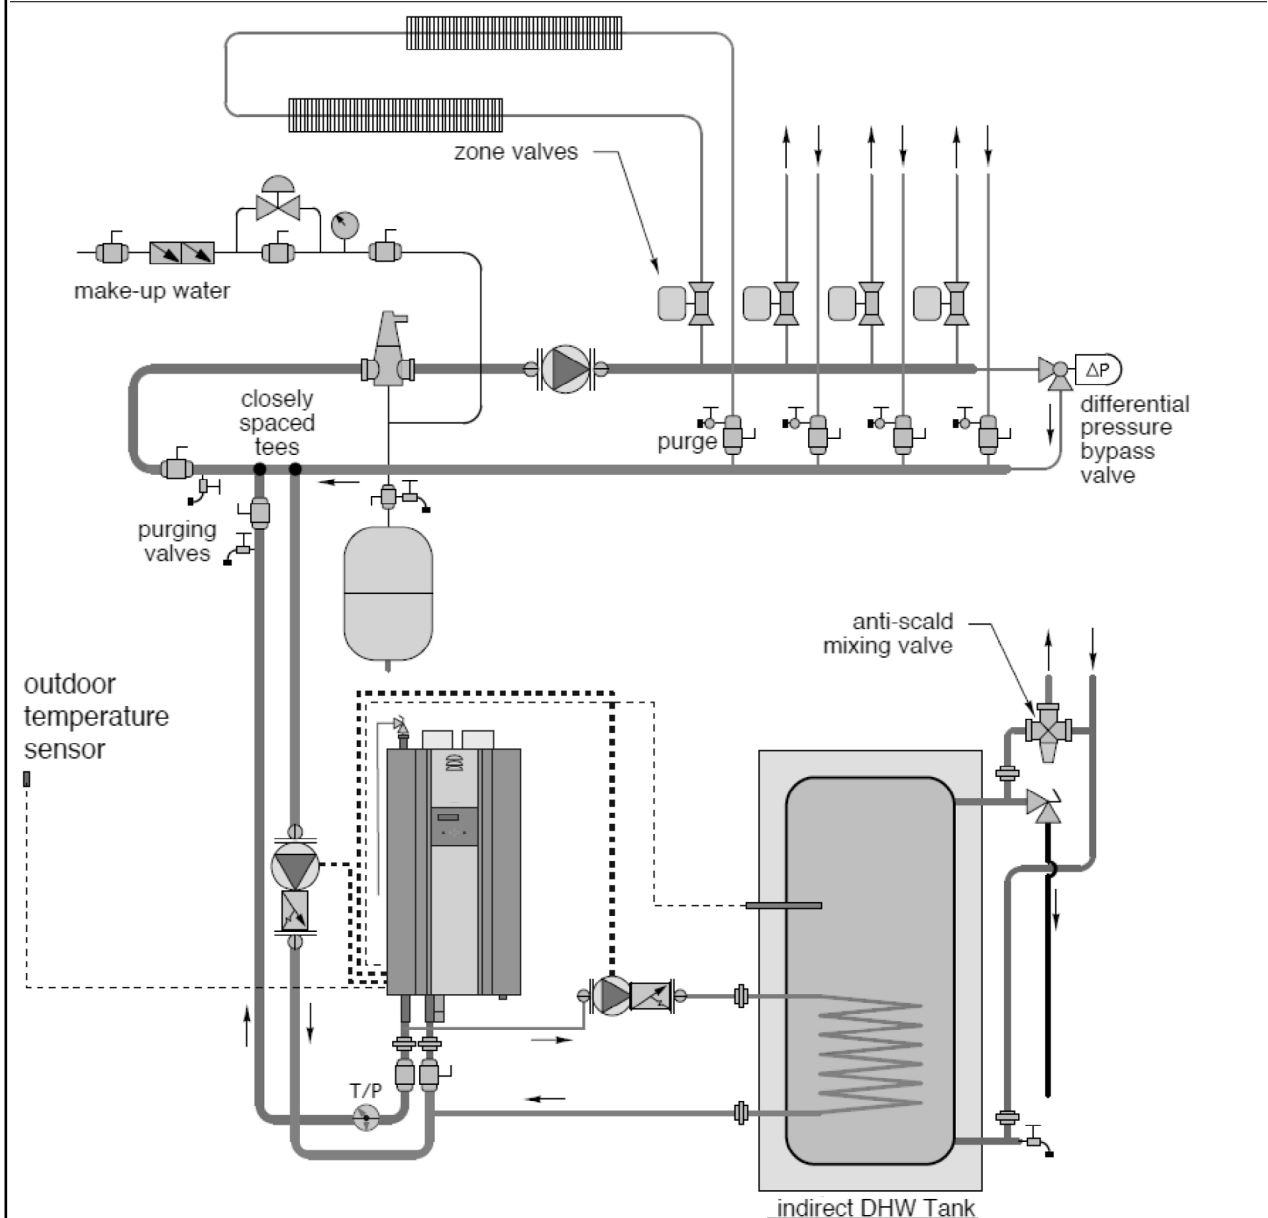 zone valves
make-up water
ΔP
closely
spaced
tees
purge
differential
pressure
bypass
valve
purging
valves
anti-scald
mixing valve
outdoor
temperature
sensor
T/P
indirect DHW Tank